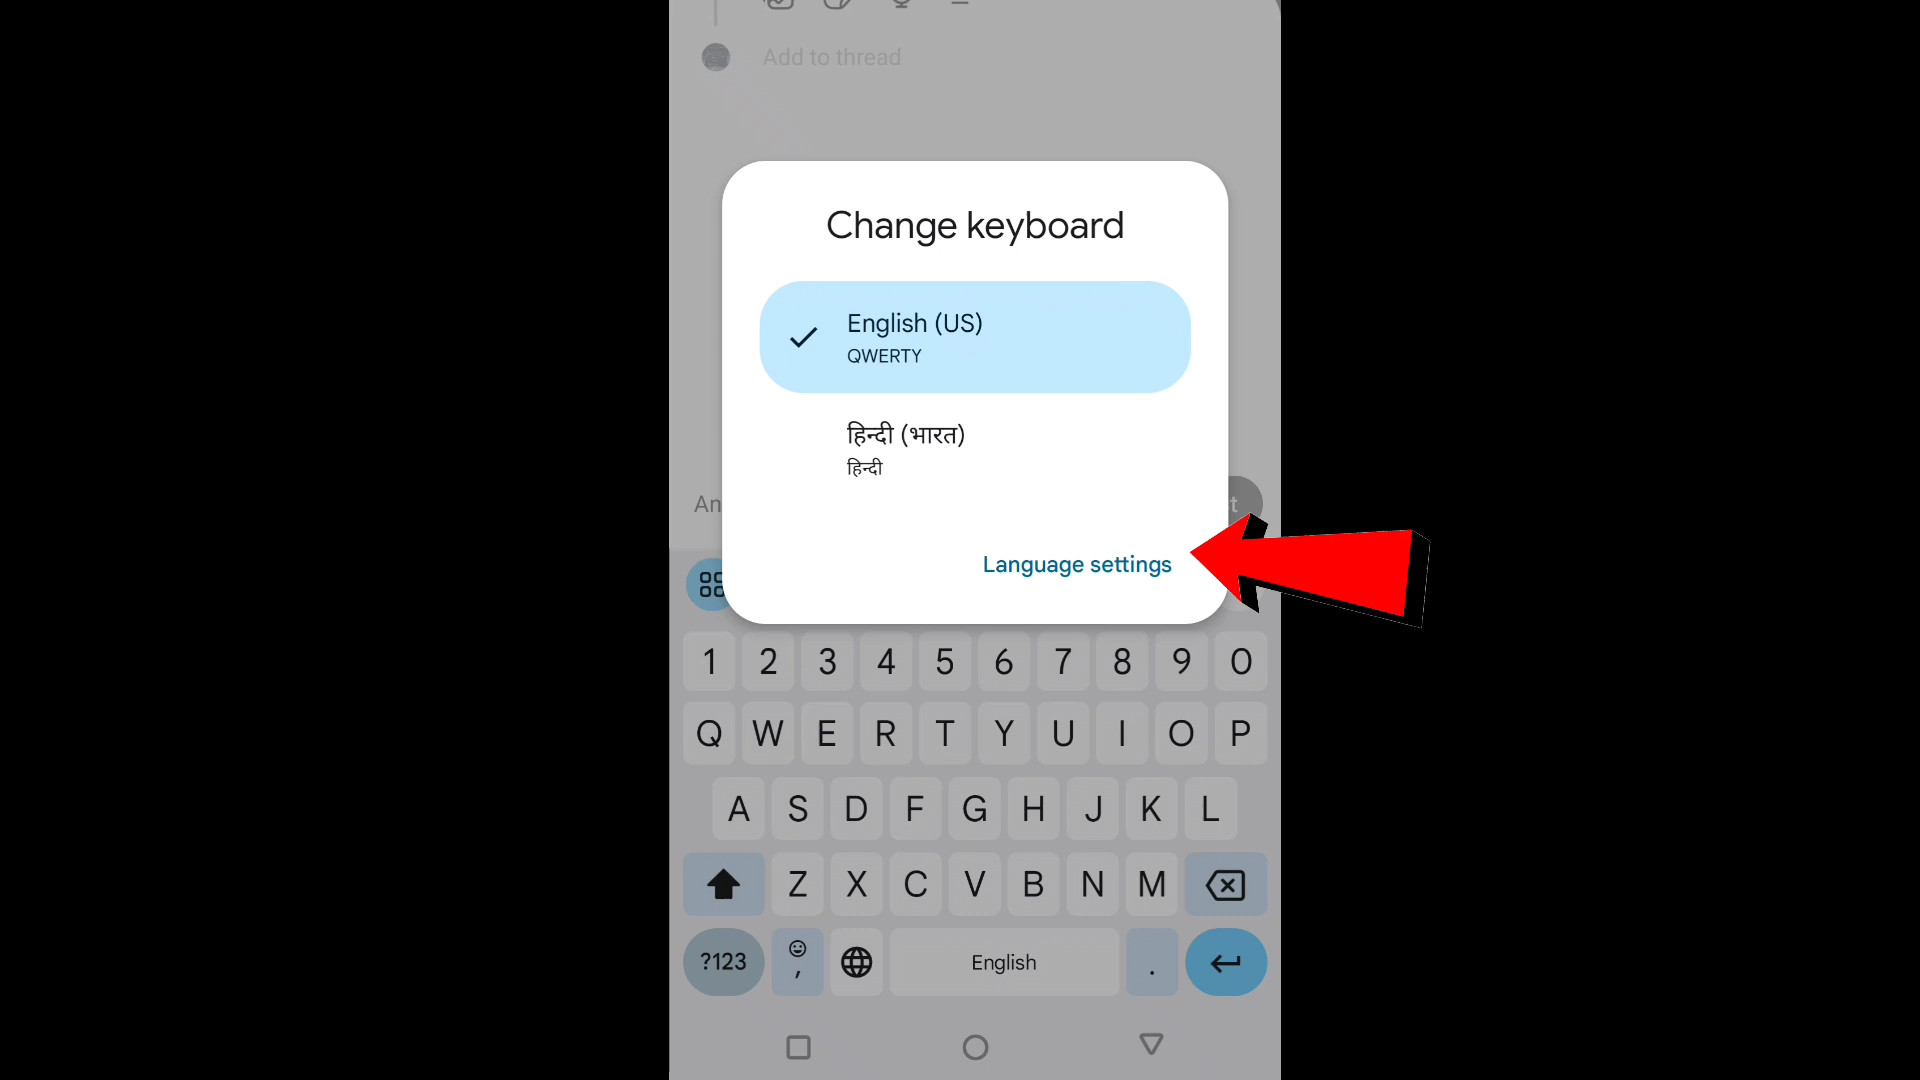 Add to thread
Change keyboard
English (US)
QWERTY
हिन्दी (भारत)
हिन्दी
An
t
Language settings
1 2 3 4 5 6 7 8 9 0
Q W E R T Y U I O P
A S D F G H J K L
Z X C V B N M
?123 , English .